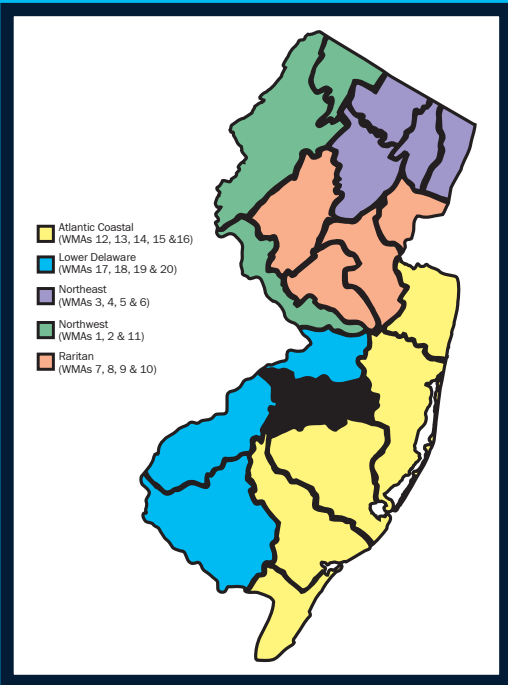 Atlantic Coastal
(WMAs 12, 13, 14, 15 &16)
Lower Delaware
(WMAs 17, 18, 19 & 20)
Northeast
(WMAs 3, 4, 5 & 6)
Northwest
(WMAs 1, 2 & 11)
Raritan
(WMAs 7, 8, 9 & 10)